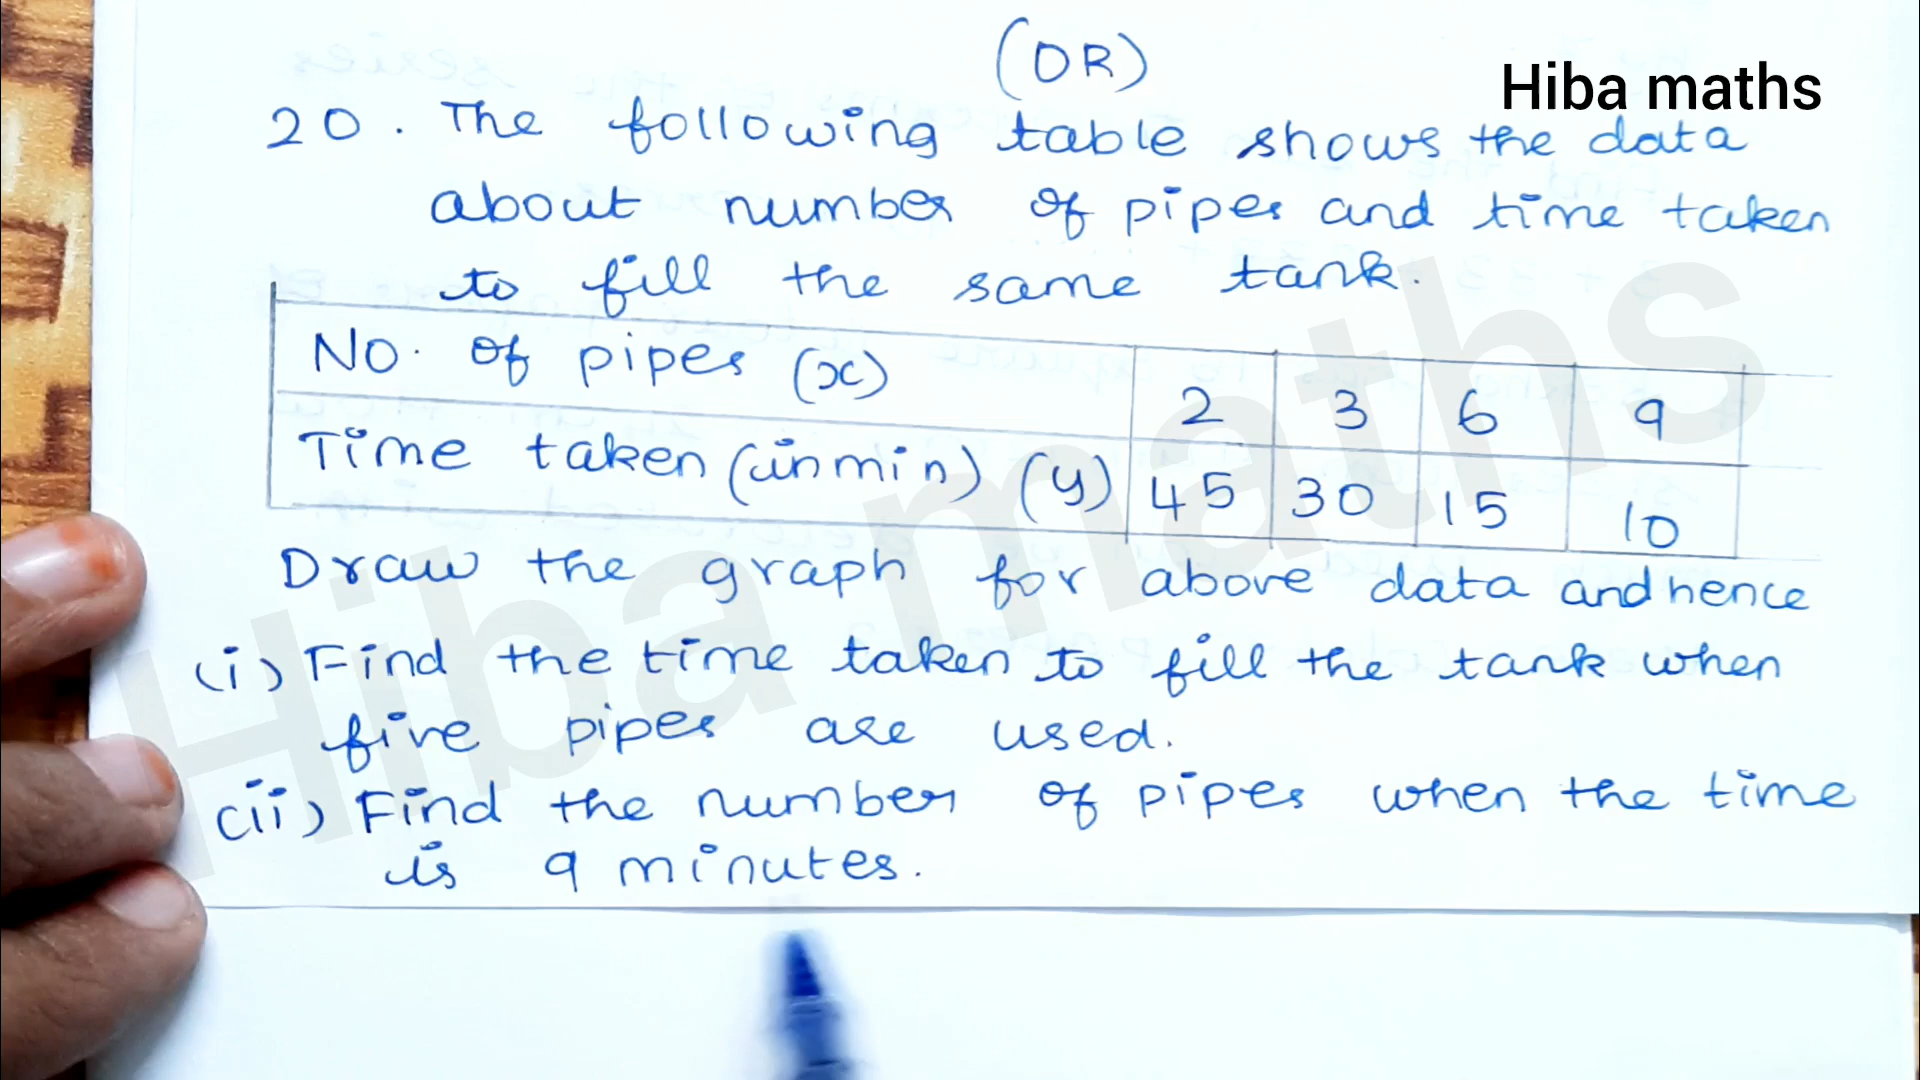 (OR)
Hiba maths
20. The following table shows the data
about number of pipes and time taken
to fill the same tank.
No. of pipes (x) 2 3 6 9
Time taken (in min) (y) 45 30 15 10
Draw the graph for above data and hence
(i) Find the time taken to fill the tank when
five pipes are used.
(ii) Find the number of pipes when the time
is 9 minutes.
Hiba maths